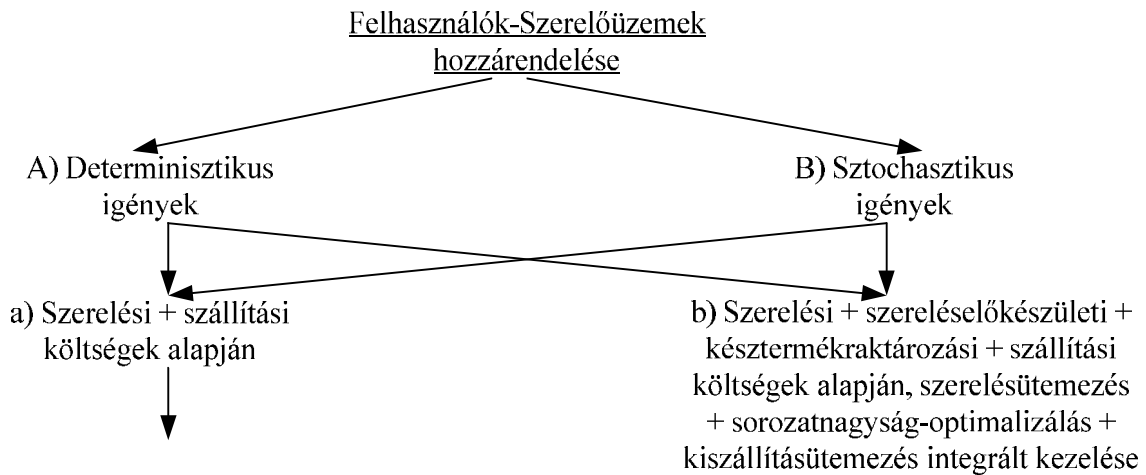 Felhasználók-Szerelőüzemek
hozzárendelése
A) Determinisztikus
igények
B) Sztochasztikus
igények
a) Szerelési + szállítási
költségek alapján
b) Szerelési + szereléselőkészületi +
késztermékraktározási + szállítási
költségek alapján, szerelésütemezés
+ sorozatnagyság-optimalizálás +
kiszállításütemezés integrált kezelése